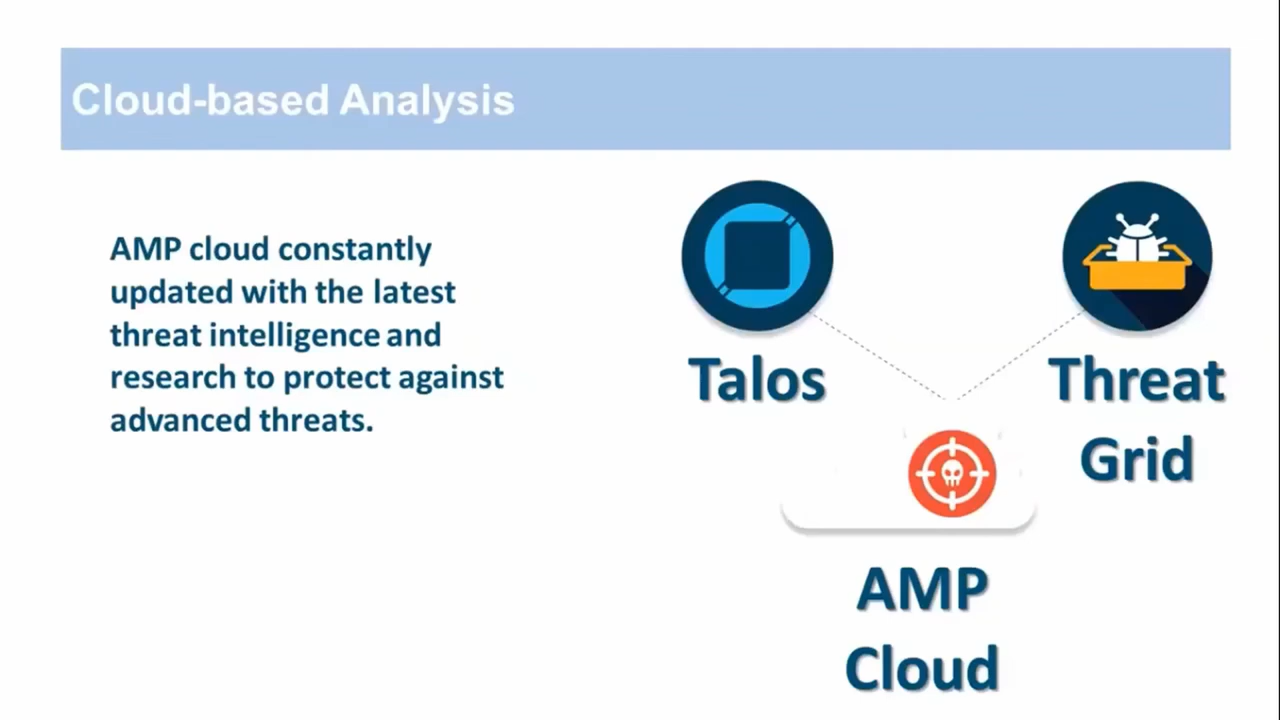 Cloud-based Analysis
AMP cloud constantly
updated with the latest
threat intelligence and
research to protect against
advanced threats.
Talos
Threat
Grid
AMP
Cloud